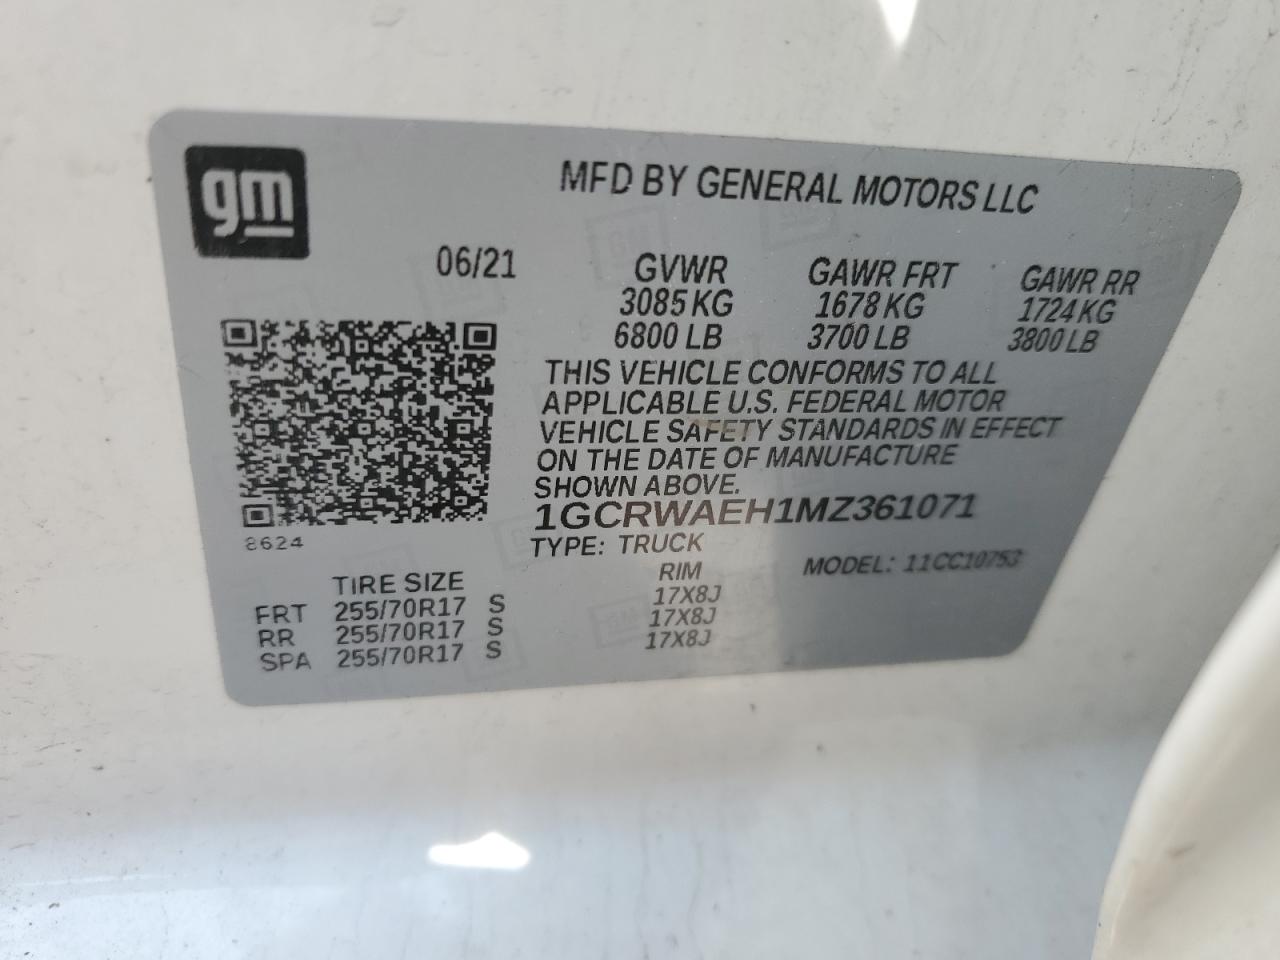 gm
MFD BY GENERAL MOTORS LLC
06/21
GVWR GAWR FRT GAWR RR
3085 KG 1678 KG 1724 KG
6800 LB 3700 LB 3800 LB
THIS VEHICLE CONFORMS TO ALL
APPLICABLE U.S. FEDERAL MOTOR
VEHICLE SAFETY STANDARDS IN EFFECT
ON THE DATE OF MANUFACTURE
SHOWN ABOVE.
1GCRWAEH1MZ361071
8624
TYPE: TRUCK MODEL: 11CC10753
TIRE SIZE RIM
FRT 255/70R17 S 17X8J
RR 255/70R17 S 17X8J
SPA 255/70R17 S 17X8J